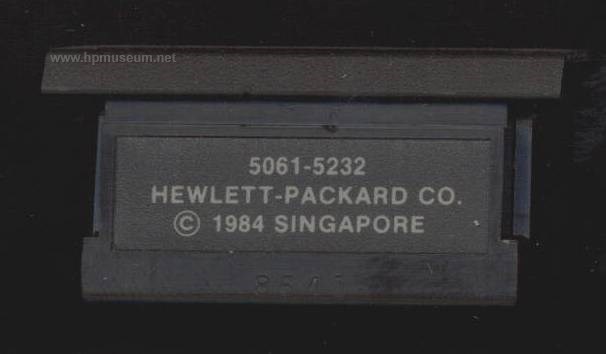 www.hpmuseum.net
5061-5232
HEWLETT-PACKARD CO.
© 1984 SINGAPORE